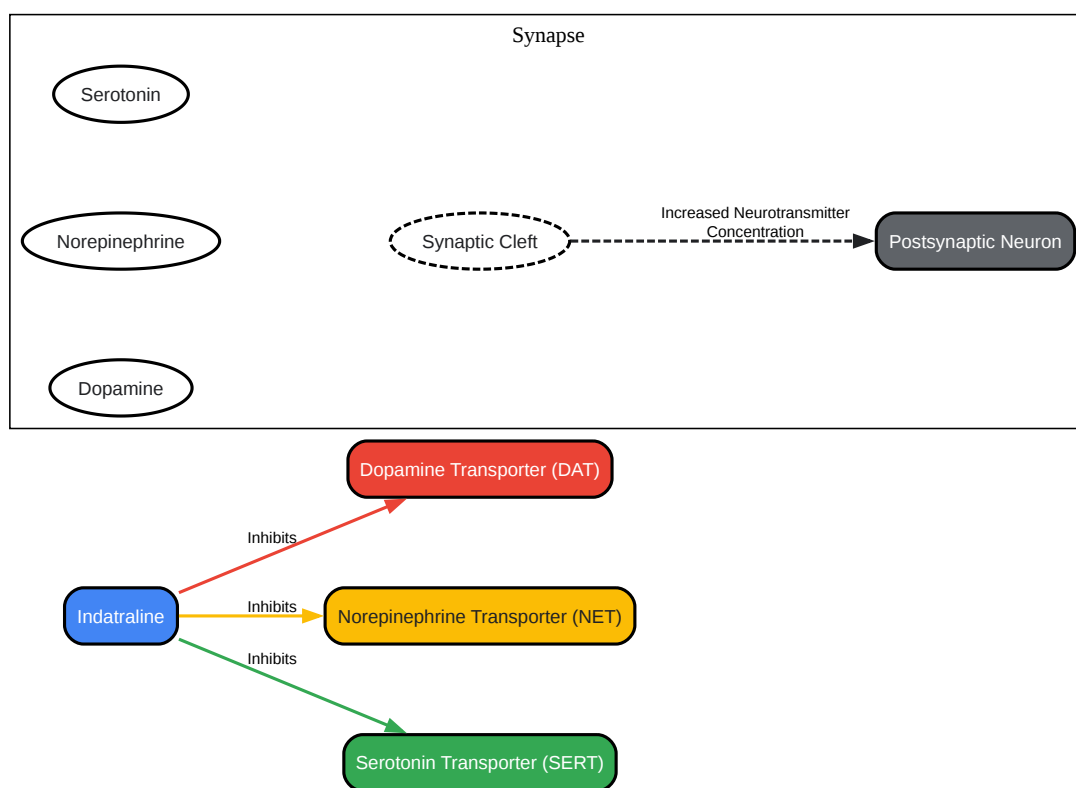 Synapse
Serotonin
Norepinephrine
Synaptic Cleft
Increased Neurotransmitter
Concentration
Postsynaptic Neuron
Dopamine
Dopamine Transporter (DAT)
Inhibits
Indatraline
Inhibits
Norepinephrine Transporter (NET)
Inhibits
Serotonin Transporter (SERT)